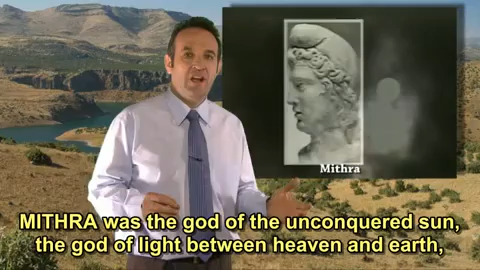 Mithra
MITHRA was the god of the unconquered sun,
the god of light between heaven and earth,